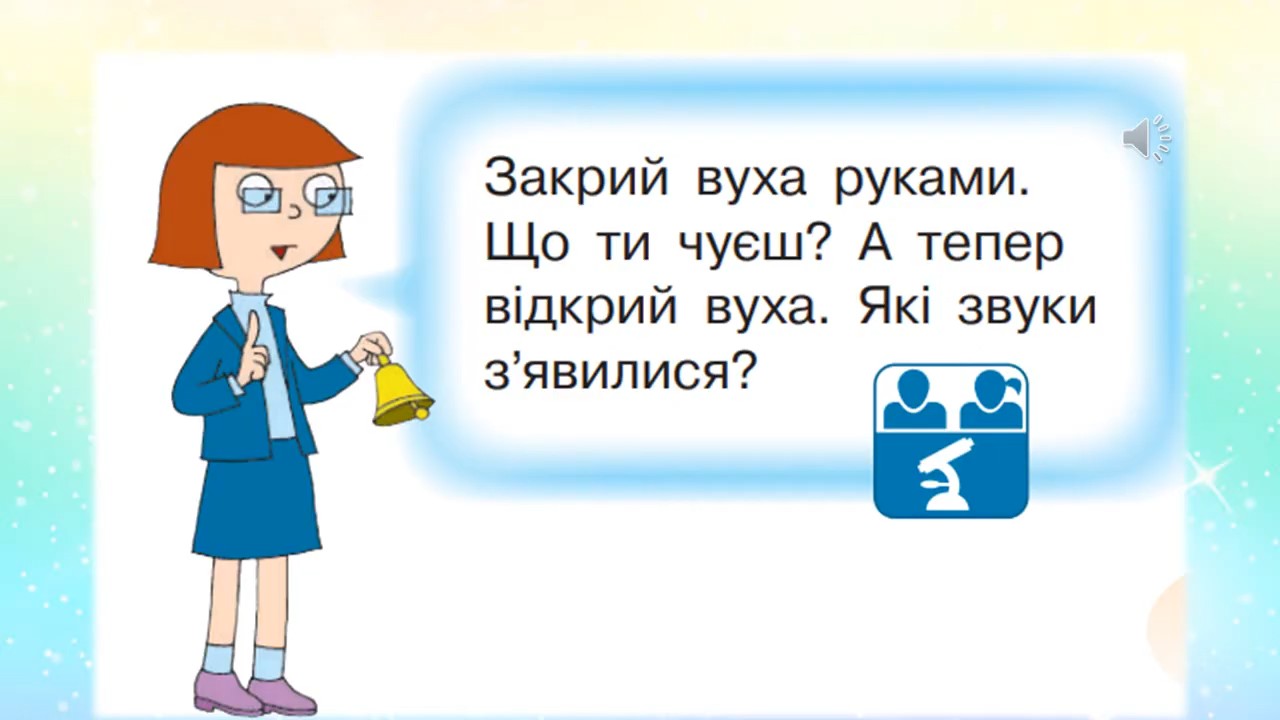 Закрий вуха руками.
Що ти чуєш? А тепер
відкрий вуха. Які звуки
з’явилися?